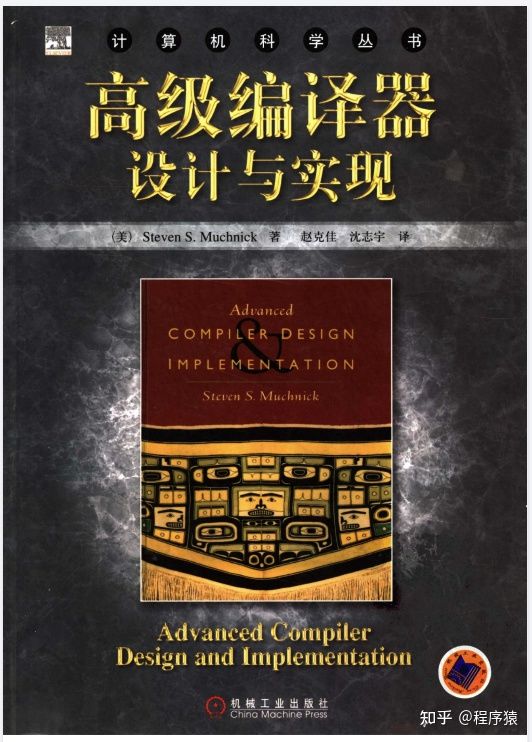 计算机科学丛书
高级编译器
设计与实现
(美) Steven S. Muchnick 著 赵克佳 沈志宇 译
Advanced
&
COMPILER DESIGN
IMPLEMENTATION
Steven S. Muchnick
Advanced Compiler
Design and Implementation
机械工业出版社
China Machine Press
知乎 @程序猿